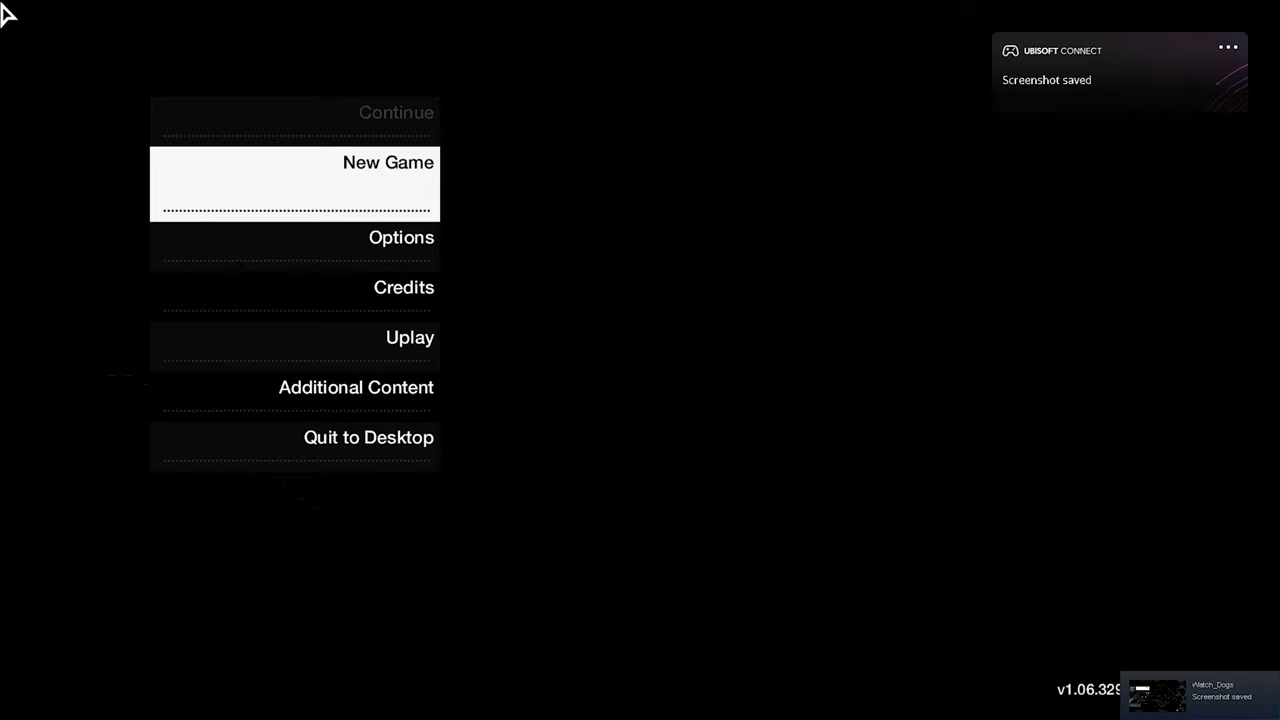 UBISOFT CONNECT
Screenshot saved
Continue
New Game
Options
Credits
Uplay
Additional Content
Quit to Desktop
v1.06.329
Watch_Dogs
Screenshot saved